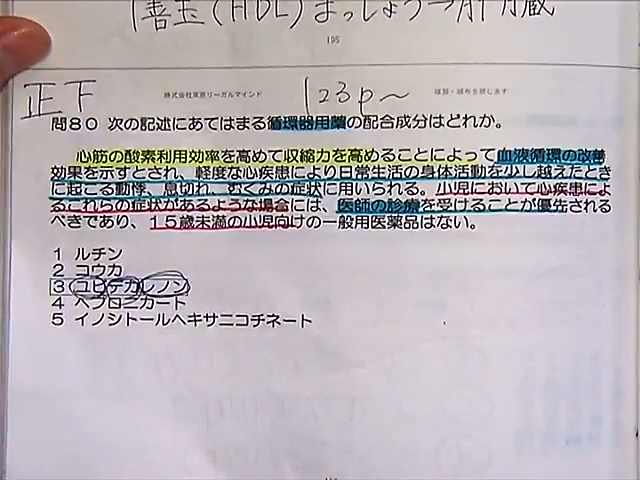 善玉(HDL)まっしょう→肝臓
195
正下
株式会社東京リーガルマインド
123p～
複製・頒布を禁じます
問80 次の記述にあてはまる循環器用薬の配合成分はどれか。
心筋の酸素利用効率を高めて収縮力を高めることによって血液循環の改善
効果を示すとされ、軽度な心疾患により日常生活の身体活動を少し越えたとき
に起こる動悸、息切れ、むくみの症状に用いられる。小児において心疾患によ
るこれらの症状があるような場合には、医師の診療を受けることが優先される
べきであり、15歳未満の小児向けの一般用医薬品はない。
1 ルチン
2 コウカ
3 ユビデカレノン
4 ヘプロニカート
5 イノシトールヘキサニコチネート